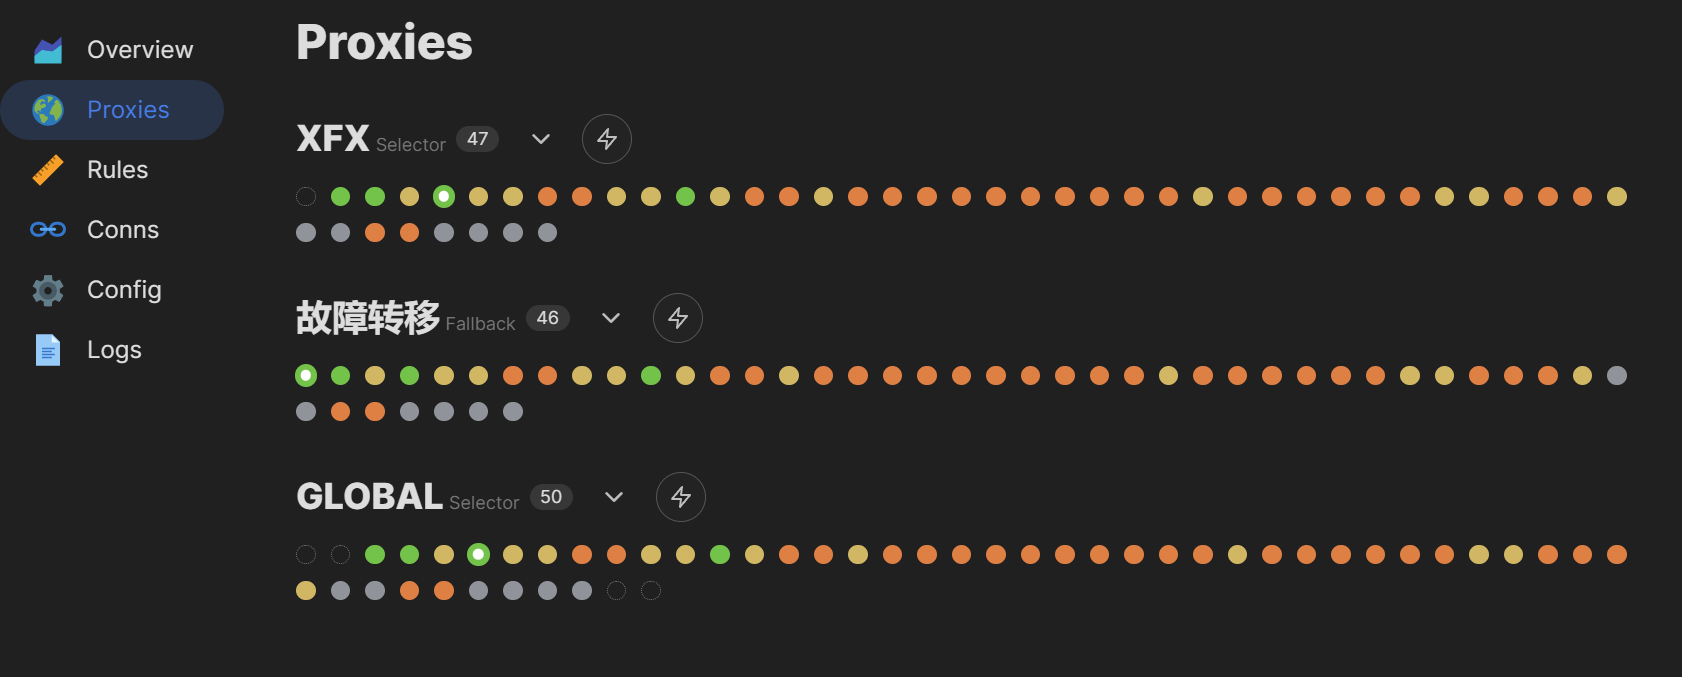 Overview
Proxies
Rules
Conns
Config
Logs
Proxies
XFX Selector 47
故障转移 Fallback 46
GLOBAL Selector 50